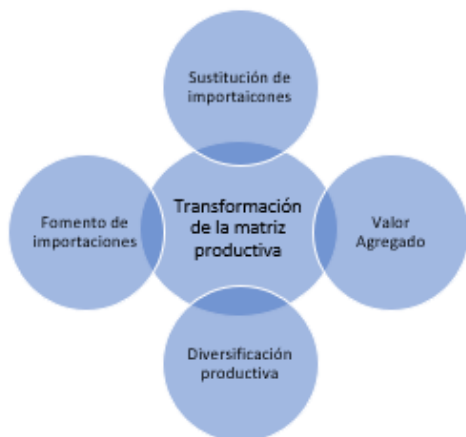 Sustitución de
importaicones
Fomento de
importaciones
Transformación
de la matriz
productiva
Valor
Agregado
Diversificación
productiva